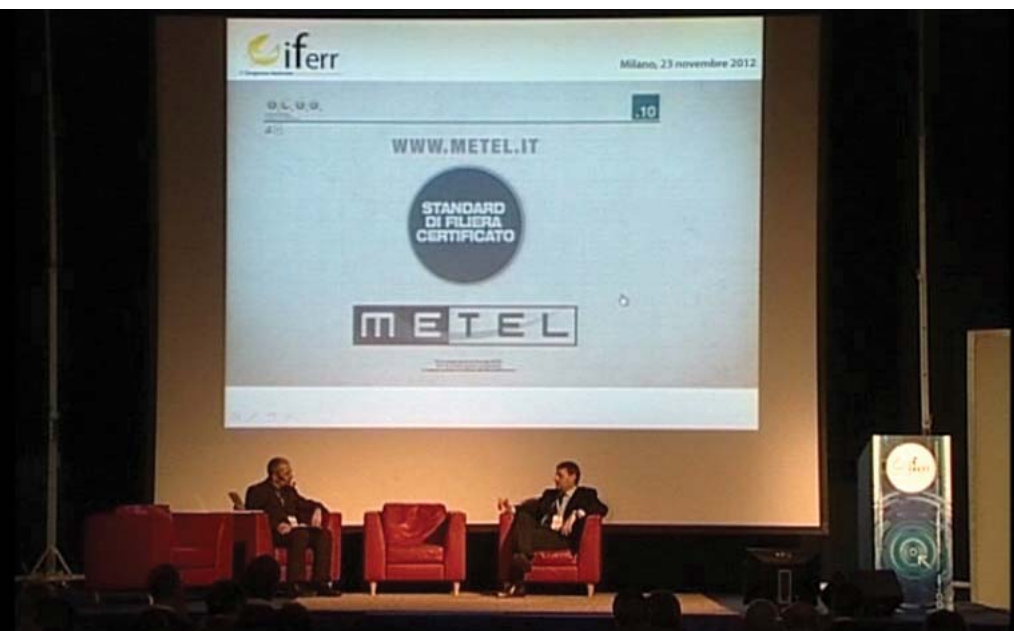 iferr
Milano, 23 novembre 2012
.10
WWW.METEL.IT
STANDARD
DI FILIERA
CERTIFICATO
METEL